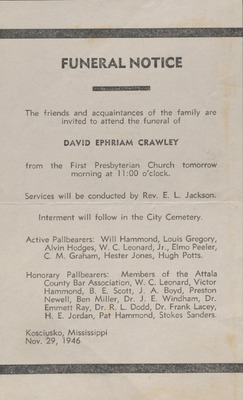 FUNERAL NOTICE
The friends and acquaintances of the family are
invited to attend the funeral of
DAVID EPHRIAM CRAWLEY
from the First Presbyterian Church tomorrow
morning at 11:00 o'clock.
Services will be conducted by Rev. E. L. Jackson.
Interment will follow in the City Cemetery.
Active Pallbearers: Will Hammond, Louis Gregory,
Alvin Hodges, W. C. Leonard, Jr., Elmo Peeler,
C. M. Graham, Hester Jones, Hugh Potts.
Honorary Pallbearers: Members of the Attala
County Bar Association, W. C. Leonard, Victor
Hammond, B. E. Scott, J. A. Boyd, Preston
Newell, Ben Miller, Dr. J. E. Windham, Dr.
Emmett Ray, Dr. R. L. Dodd, Dr. Frank Lacey,
H. E. Jordan, Pat Hammond, Stokes Sanders.
Kosciusko, Mississippi
Nov. 29, 1946